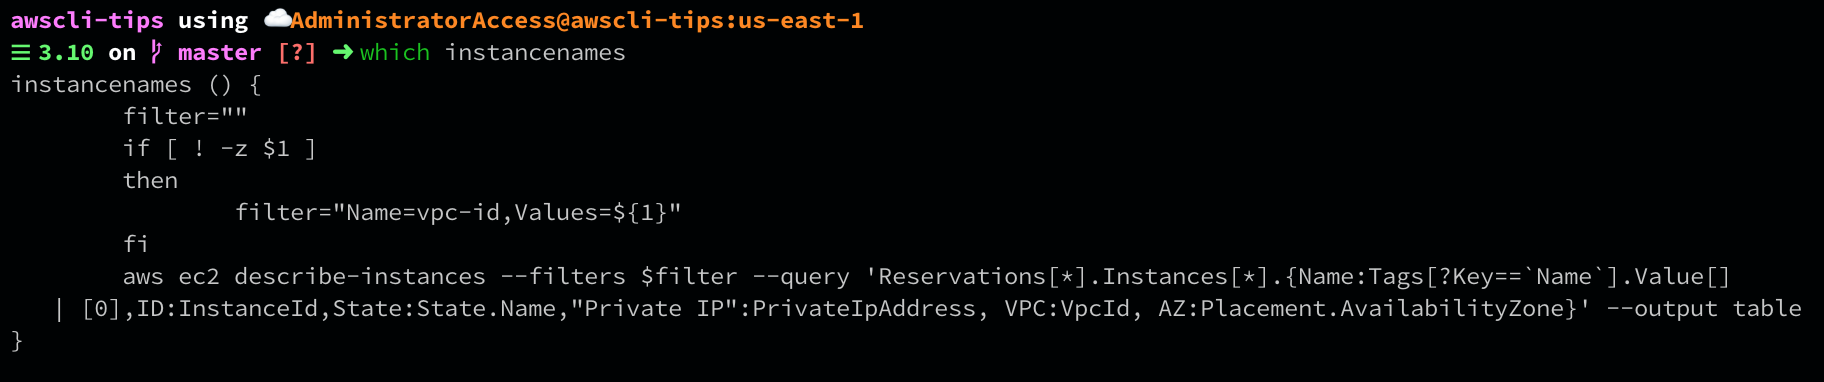 awscli-tips using ☁️AdministratorAccess@awscli-tips:us-east-1
☰ 3.10 on master [?] ➜ which instancenames
instancenames () {
        filter=""
        if [ ! -z $1 ]
        then
                filter="Name=vpc-id,Values=${1}"
        fi
        aws ec2 describe-instances --filters $filter --query 'Reservations[*].Instances[*].{Name:Tags[?Key==`Name`].Value[]
   | [0],ID:InstanceId,State:State.Name,"Private IP":PrivateIpAddress, VPC:VpcId, AZ:Placement.AvailabilityZone}' --output table
}